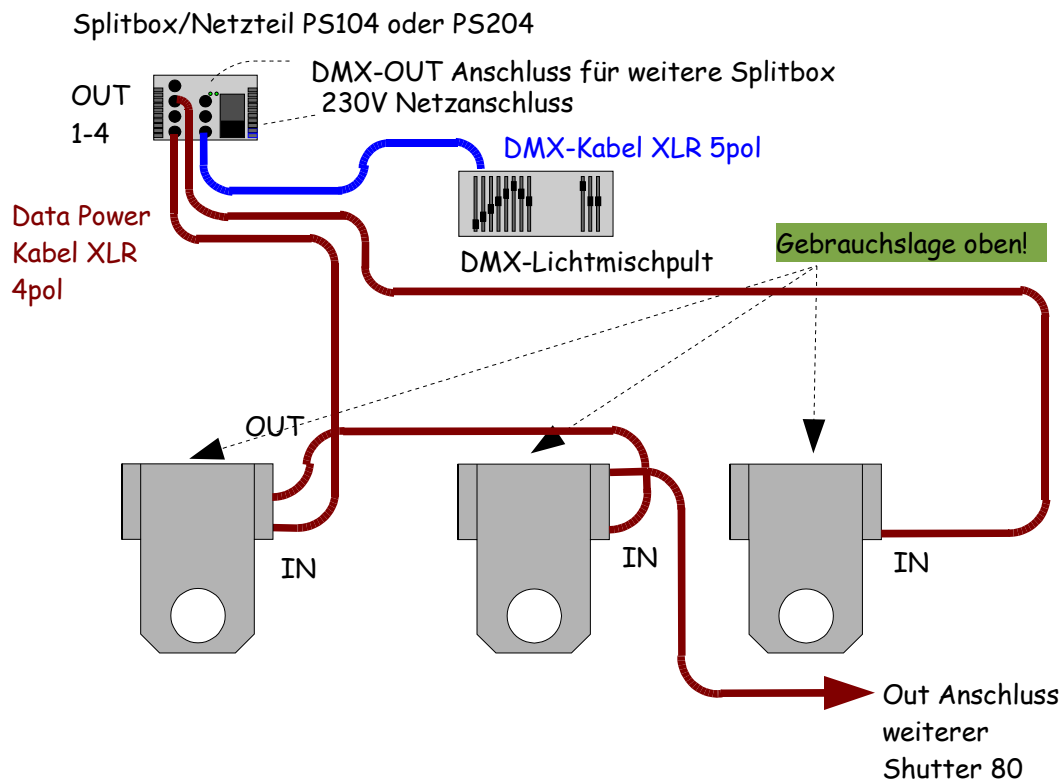 Splitbox/Netzteil PS104 oder PS204
DMX-OUT Anschluss für weitere Splitbox
230V Netzanschluss
OUT
1-4
DMX-Kabel XLR 5pol
Data Power
Kabel XLR
4pol
DMX-Lichtmischpult
Gebrauchslage oben!
OUT
IN
IN
IN
Out Anschluss
weiterer
Shutter 80